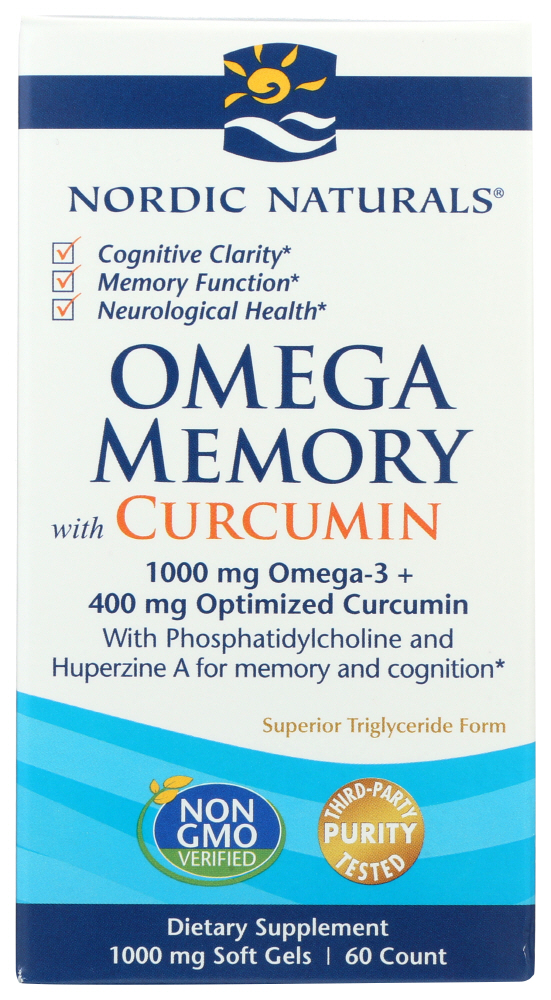 NORDIC NATURALS®
Cognitive Clarity*
Memory Function*
Neurological Health*
OMEGA
MEMORY
with CURCUMIN
1000 mg Omega-3 +
400 mg Optimized Curcumin
With Phosphatidylcholine and
Huperzine A for memory and cognition*
Superior Triglyceride Form
NON
GMO
VERIFIED
THIRD-PARTY
PURITY
TESTED
Dietary Supplement
1000 mg Soft Gels | 60 Count